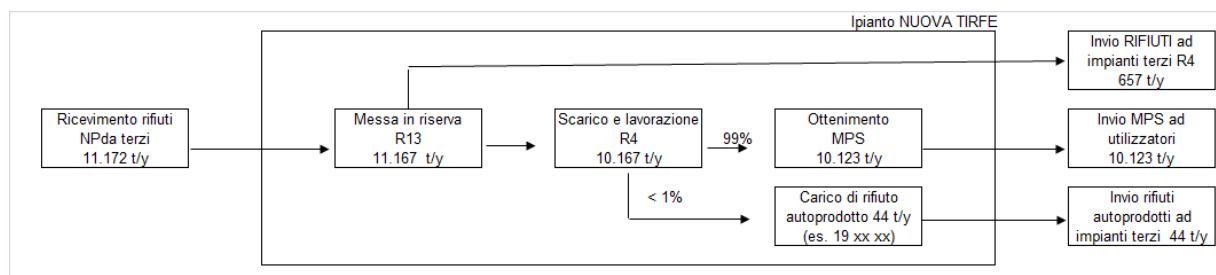 Ipianto NUOVA TIRFE
Invio RIFIUTI ad
impianti terzi R4
657 t/y
Ricevimento rifiuti
NPda terzi
11.172 t/y
Messa in riserva
R13
11.167 t/y
Scarico e lavorazione
R4
10.167 t/y
99%
Ottenimento
MPS
10.123 t/y
Invio MPS ad
utilizzatori
10.123 t/y
< 1%
Carico di rifiuto
autoprodotto 44 t/y
(es. 19 xx xx)
Invio rifiuti
autoprodotti ad
impianti terzi 44 t/y